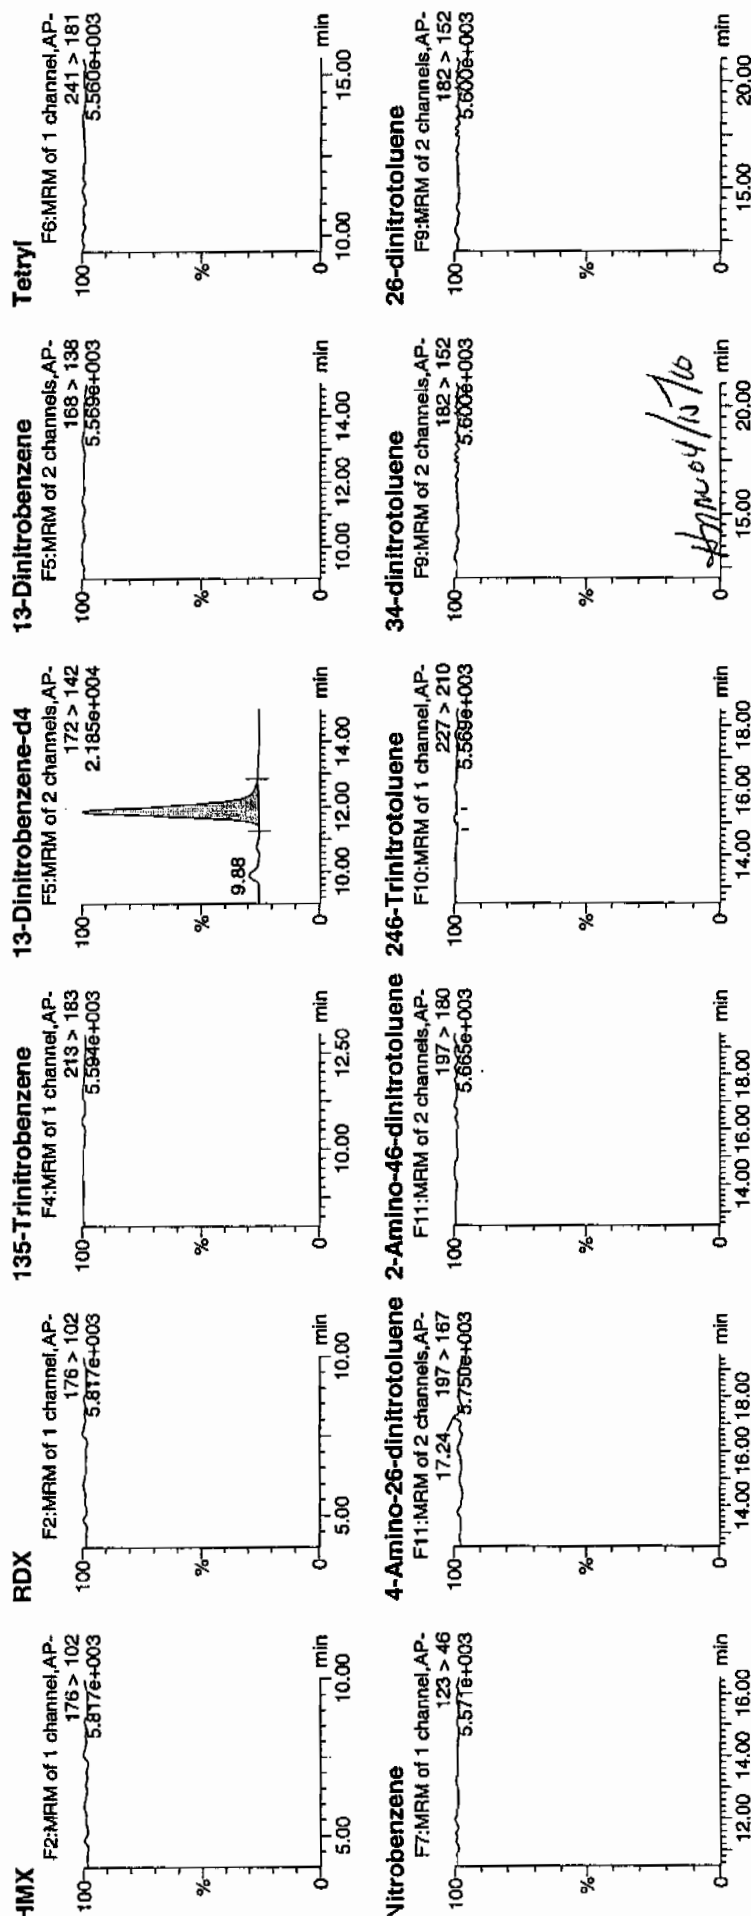 HMX
F2:MRM of 1 channel,AP-
176 > 102
5.817e+003
100
%
0
5.00
10.00
min
RDX
F2:MRM of 1 channel,AP-
176 > 102
5.817e+003
100
%
0
5.00
10.00
min
135-Trinitrobenzene
F4:MRM of 1 channel,AP-
213 > 183
5.594e+003
100
%
0
10.00
12.50
min
13-Dinitrobenzene-d4
F5:MRM of 2 channels,AP-
172 > 142
2.185e+004
100
%
9.88
0
10.00
12.00
14.00
min
13-Dinitrobenzene
F5:MRM of 2 channels,AP-
168 > 138
5.569e+003
100
%
0
10.00
12.00
14.00
min
Tetryl
F6:MRM of 1 channel,AP-
241 > 181
5.560e+003
100
%
0
10.00
15.00
min
Nitrobenzene
F7:MRM of 1 channel,AP-
123 > 46
5.571e+003
100
%
0
12.00
14.00
16.00
min
4-Amino-26-dinitrotoluene
F11:MRM of 2 channels,AP-
17.24
197 > 167
5.750e+003
100
%
0
14.00
16.00
18.00
min
2-Amino-46-dinitrotoluene
F11:MRM of 2 channels,AP-
197 > 180
5.665e+003
100
%
0
14.00
16.00
18.00
min
246-Trinitrotoluene
F10:MRM of 1 channel,AP-
227 > 210
5.569e+003
100
%
0
14.00
16.00
18.00
min
34-dinitrotoluene
F9:MRM of 2 channels,AP-
182 > 152
5.600e+003
100
%
0
15.00
20.00
min
04/15/10
26-dinitrotoluene
F9:MRM of 2 channels,AP-
182 > 152
5.600e+003
100
%
0
15.00
20.00